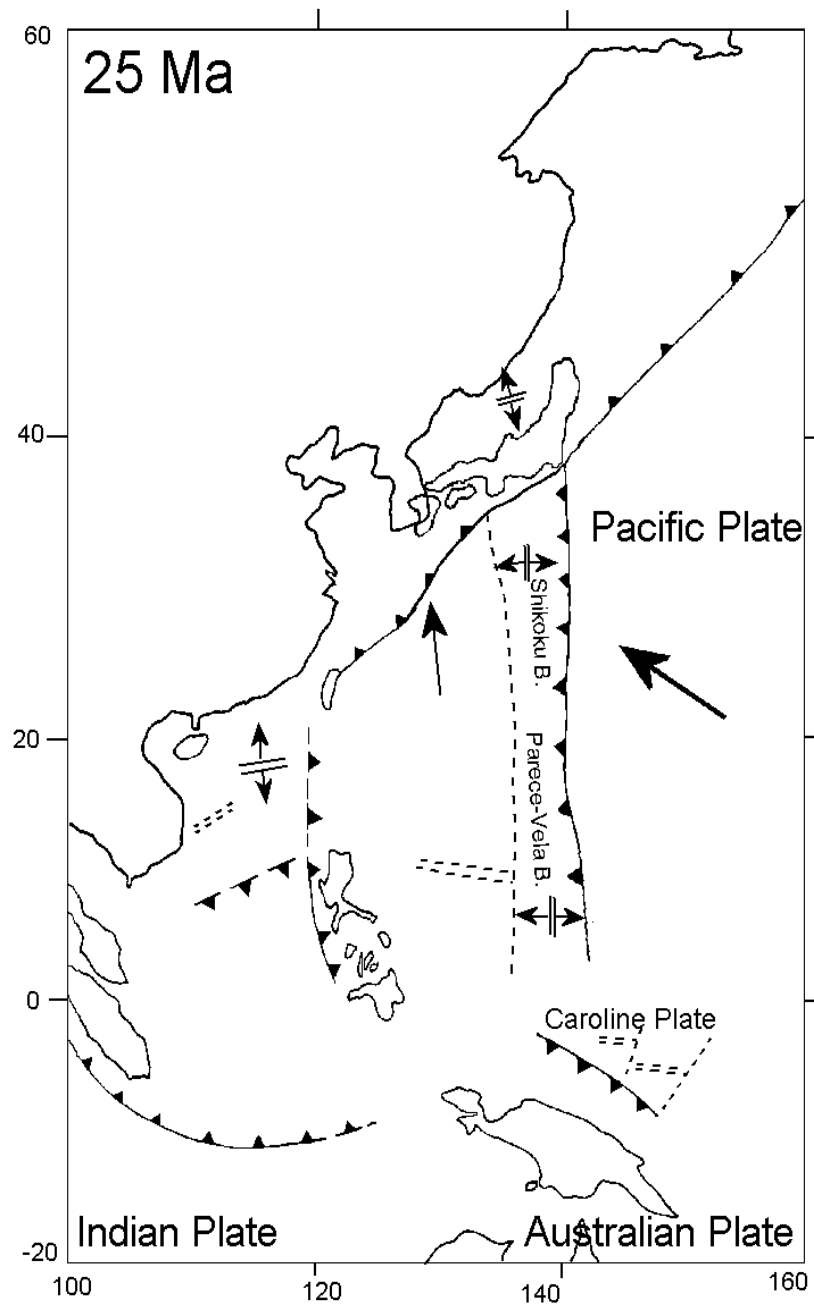 60
25 Ma
40
Pacific Plate
Shikoku B.
20
Parece-Vela B.
0
Caroline Plate
Indian Plate
Australian Plate
-20
100
120
140
160